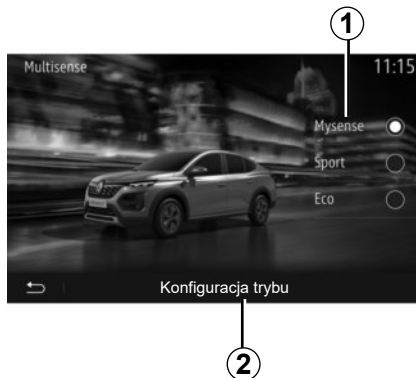 1
Multisense
11:15
Mysense
Sport
Eco
Konfiguracja trybu
2